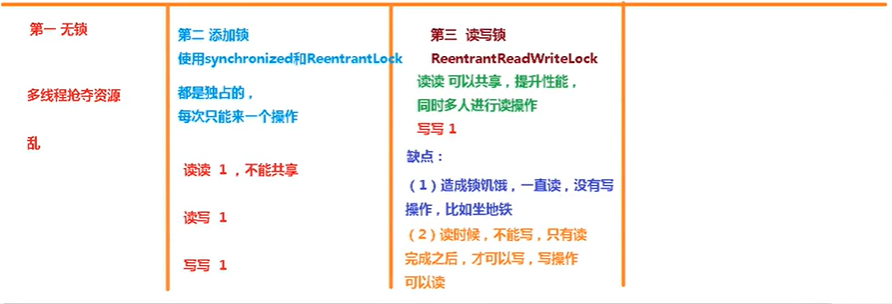 第一 无锁
多线程抢夺资源
乱
第二 添加锁
使用synchronized和ReentrantLock
都是独占的，
每次只能来一个操作
读读 1 ，不能共享
读写 1
写写 1
第三 读写锁
ReentrantReadWriteLock
读读 可以共享，提升性能，
同时多人进行读操作
写写 1
缺点：
（1）造成锁饥饿，一直读，没有写
操作，比如坐地铁
（2）读时候，不能写，只有读
完成之后，才可以写，写操作
可以读